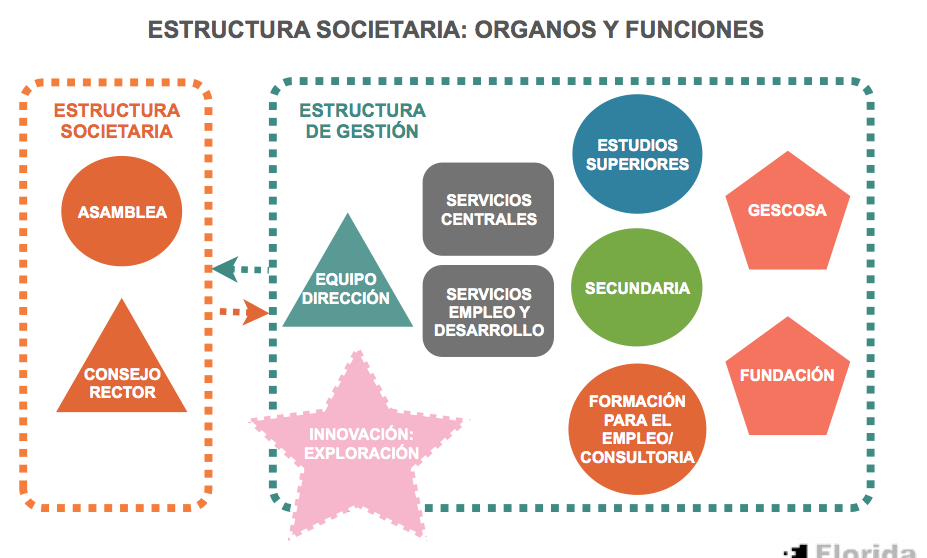 ESTRUCTURA SOCIETARIA: ORGANOS Y FUNCIONES
ESTRUCTURA
SOCIETARIA
ASAMBLEA
CONSEJO
RECTOR
ESTRUCTURA
DE GESTIÓN
EQUIPO
DIRECCIÓN
INNOVACIÓN:
EXPLORACIÓN
SERVICIOS
CENTRALES
SERVICIOS
EMPLEO Y
DESARROLLO
ESTUDIOS
SUPERIORES
SECUNDARIA
FORMACIÓN
PARA EL
EMPLEO/
CONSULTORIA
GESCOSA
FUNDACIÓN
Florida